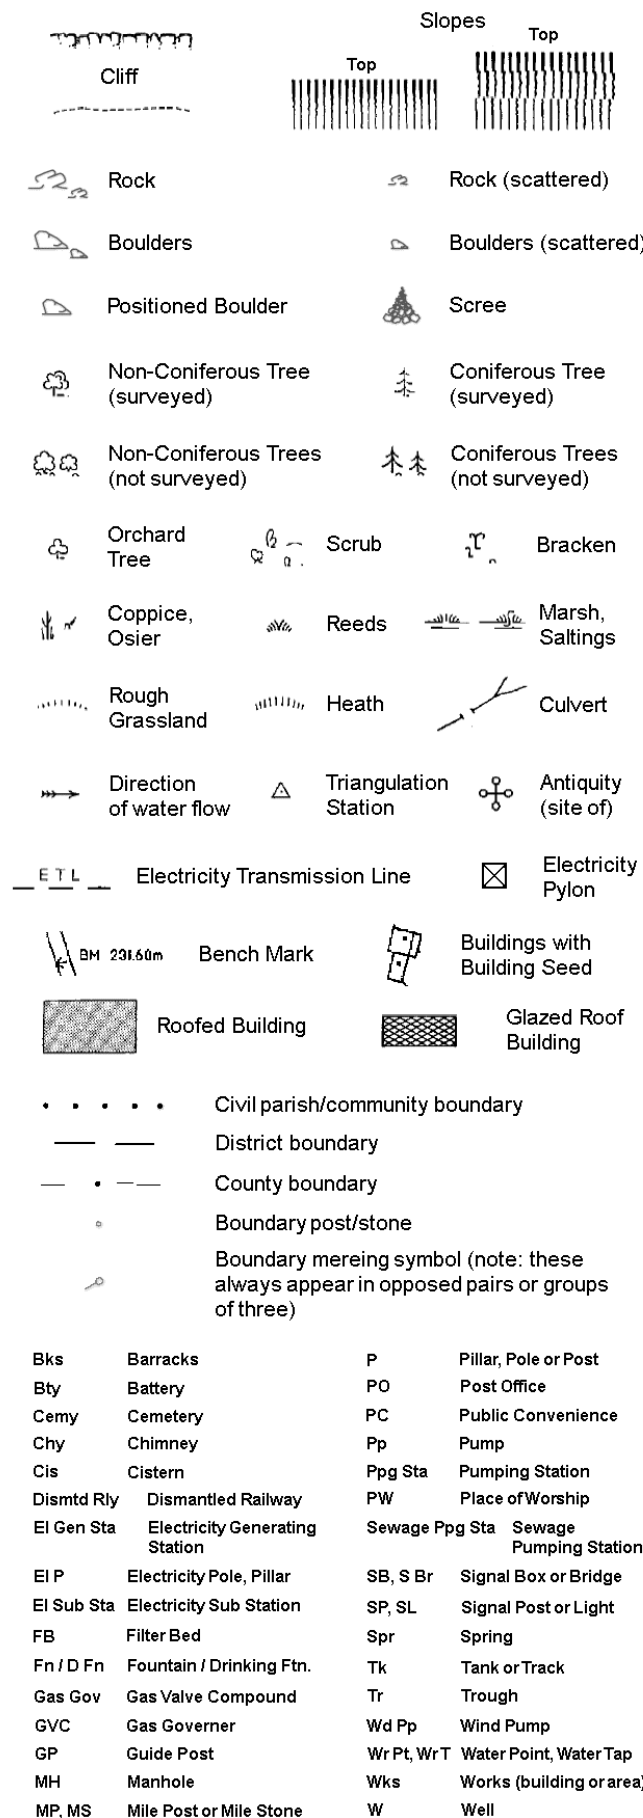 Slopes
Top
Top
Cliff
Rock
Rock (scattered)
Boulders
Boulders (scattered)
Positioned Boulder
Scree
Non-Coniferous Tree
(surveyed)
Coniferous Tree
(surveyed)
Non-Coniferous Trees
(not surveyed)
Coniferous Trees
(not surveyed)
Orchard
Tree
Scrub
Bracken
Coppice,
Osier
Reeds
Marsh,
Saltings
Rough
Grassland
Heath
Culvert
Direction
of water flow
Triangulation
Station
Antiquity
(site of)
E T L
Electricity Transmission Line
Electricity
Pylon
BM 231.60m
Bench Mark
Buildings with
Building Seed
Roofed Building
Glazed Roof
Building
Civil parish/community boundary
District boundary
County boundary
Boundary post/stone
Boundary mereing symbol (note: these
always appear in opposed pairs or groups
of three)
Bks Barracks
P Pillar, Pole or Post
Bty Battery
PO Post Office
Cemy Cemetery
PC Public Convenience
Chy Chimney
Pp Pump
Cis Cistern
Ppg Sta Pumping Station
Dismtd Rly Dismantled Railway
PW Place of Worship
El Gen Sta Electricity Generating
Station
Sewage Ppg Sta Sewage
Pumping Station
El P Electricity Pole, Pillar
SB, S Br Signal Box or Bridge
El Sub Sta Electricity Sub Station
SP, SL Signal Post or Light
FB Filter Bed
Spr Spring
Fn / D Fn Fountain / Drinking Ftn.
Tk Tank or Track
Gas Gov Gas Valve Compound
Tr Trough
GVC Gas Governer
Wd Pp Wind Pump
GP Guide Post
Wr Pt, Wr T Water Point, Water Tap
MH Manhole
Wks Works (building or area)
MP, MS Mile Post or Mile Stone
W Well